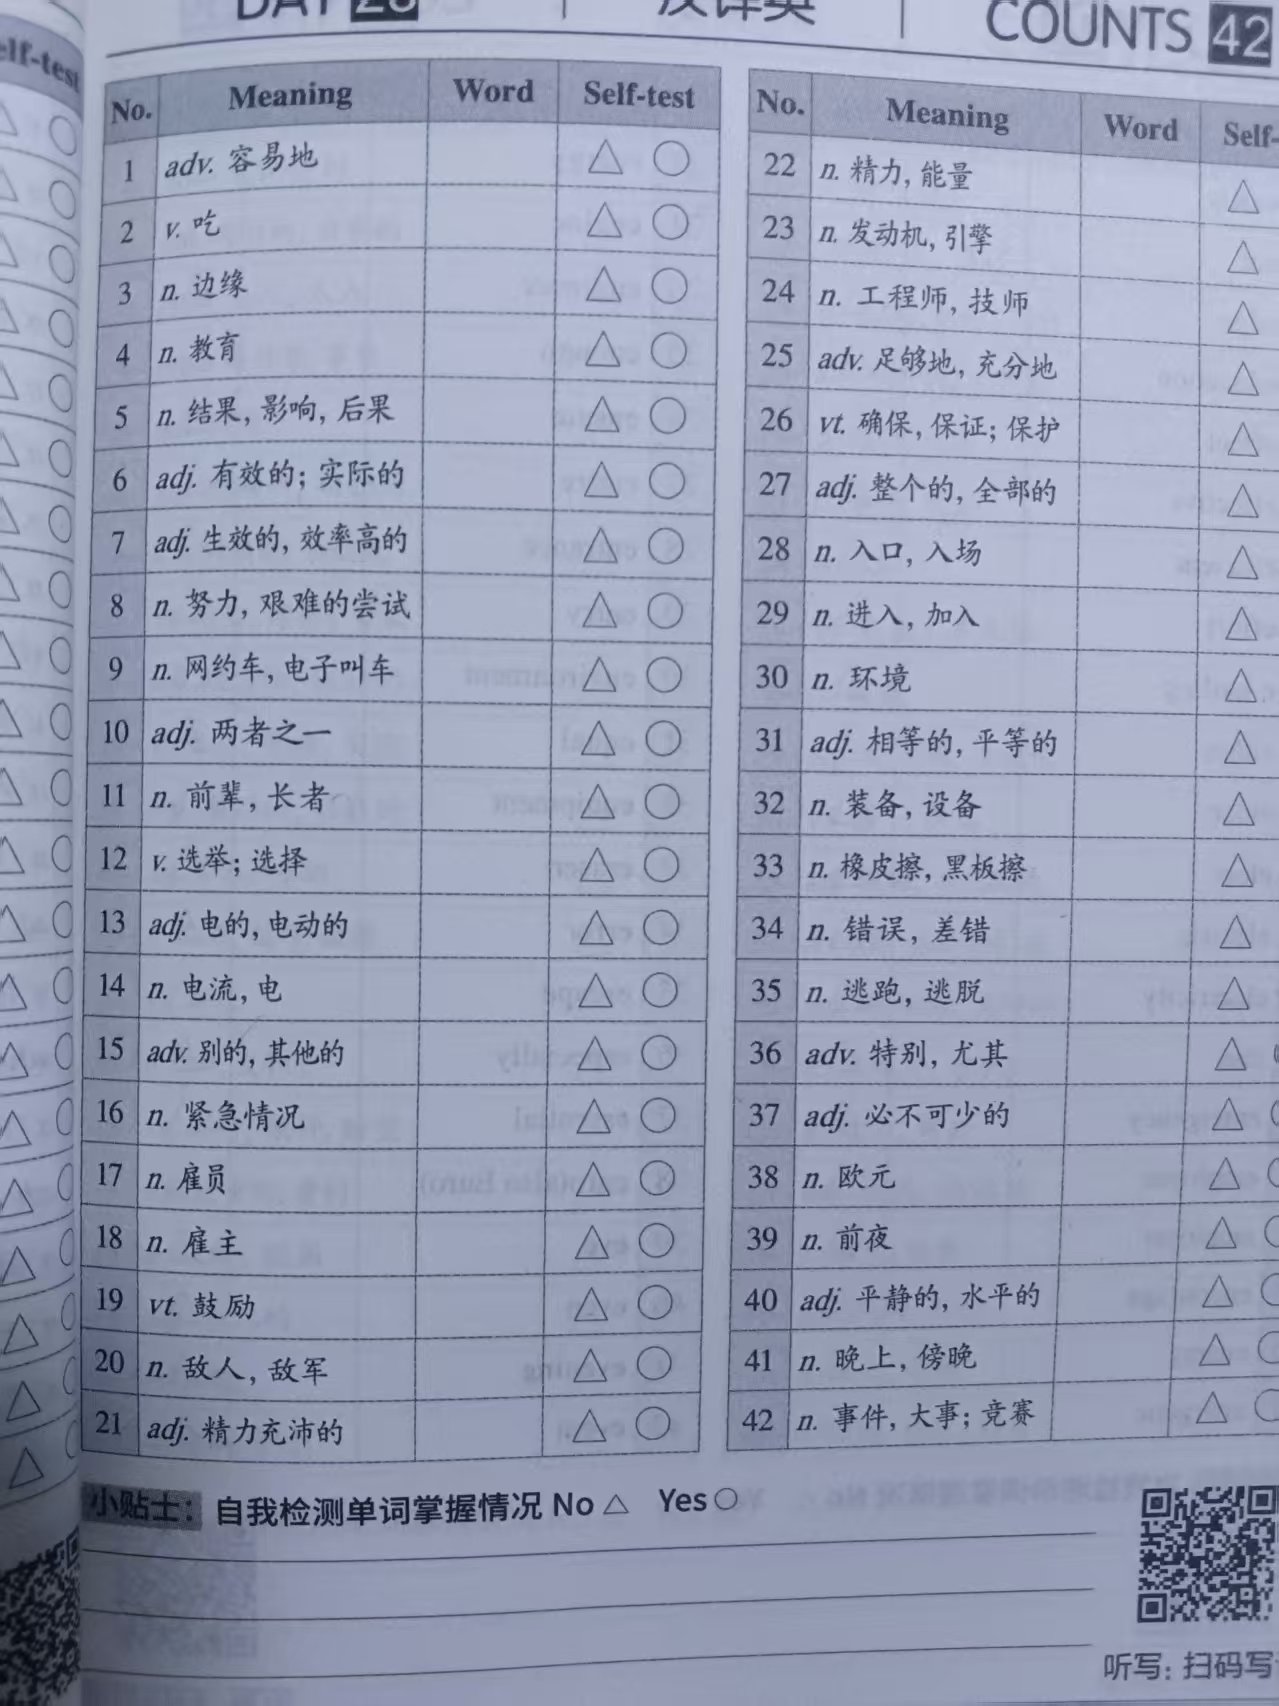 DAY 28
汉译英
COUNTS 42
Self-test
No. Meaning Word Self-test
1 adv. 容易地 △ ○
2 v. 吃 △ ○
3 n. 边缘 △ ○
4 n. 教育 △ ○
5 n. 结果, 影响, 后果 △ ○
6 adj. 有效的; 实际的 △ ○
7 adj. 生效的, 效率高的 △ ○
8 n. 努力, 艰难的尝试 △ ○
9 n. 网约车, 电子叫车 △ ○
10 adj. 两者之一 △ ○
11 n. 前辈, 长者 △ ○
12 v. 选举; 选择 △ ○
13 adj. 电的, 电动的 △ ○
14 n. 电流, 电 △ ○
15 adv. 别的, 其他的 △ ○
16 n. 紧急情况 △ ○
17 n. 雇员 △ ○
18 n. 雇主 △ ○
19 vt. 鼓励 △ ○
20 n. 敌人, 敌军 △ ○
21 adj. 精力充沛的 △ ○
No. Meaning Word Self-
22 n. 精力, 能量 △
23 n. 发动机, 引擎 △
24 n. 工程师, 技师 △
25 adv. 足够地, 充分地 △
26 vt. 确保, 保证; 保护 △
27 adj. 整个的, 全部的 △
28 n. 入口, 入场 △
29 n. 进入, 加入 △
30 n. 环境 △
31 adj. 相等的, 平等的 △
32 n. 装备, 设备 △
33 n. 橡皮擦, 黑板擦 △
34 n. 错误, 差错 △
35 n. 逃跑, 逃脱 △
36 adv. 特别, 尤其 △
37 adj. 必不可少的 △
38 n. 欧元 △
39 n. 前夜 △
40 adj. 平静的, 水平的 △
41 n. 晚上, 傍晚 △
42 n. 事件, 大事; 竞赛 △
小贴士: 自我检测单词掌握情况 No △ Yes ○
听写: 扫码写